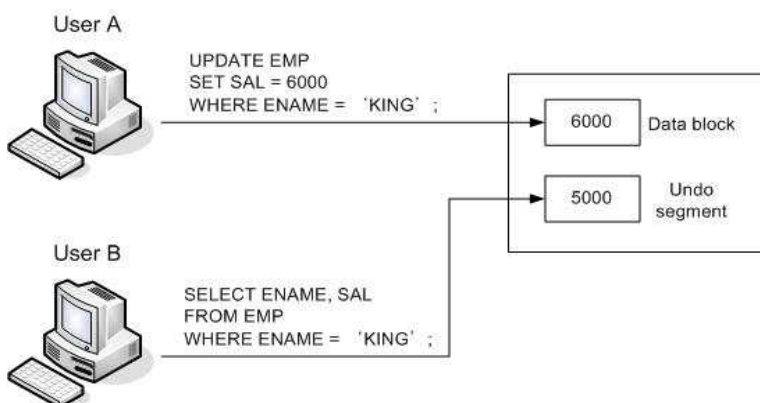 User A
UPDATE EMP
SET SAL = 6000
WHERE ENAME = ‘KING’ ;
6000
Data block
5000
Undo
segment
User B
SELECT ENAME, SAL
FROM EMP
WHERE ENAME = ‘KING’ ;